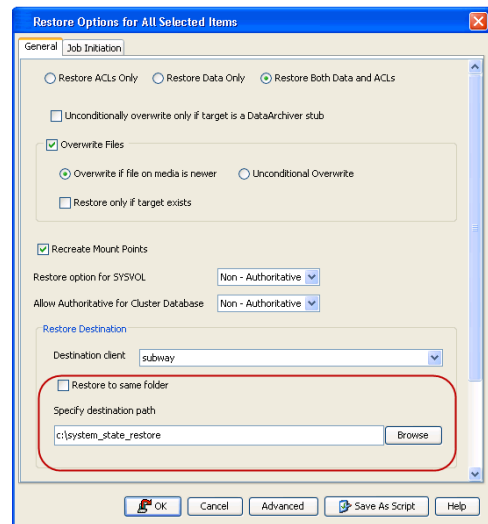 Restore Options for All Selected Items
General Job Initiation
Restore ACLs Only Restore Data Only Restore Both Data and ACLs
Unconditionally overwrite only if target is a DataArchiver stub
Overwrite Files
Overwrite if file on media is newer Unconditional Overwrite
Restore only if target exists
Recreate Mount Points
Restore option for SYSVOL Non - Authoritative
Allow Authoritative for Cluster Database Non - Authoritative
Restore Destination
Destination client subway
Restore to same folder
Specify destination path
c:\system_state_restore Browse
OK Cancel Advanced Save As Script Help